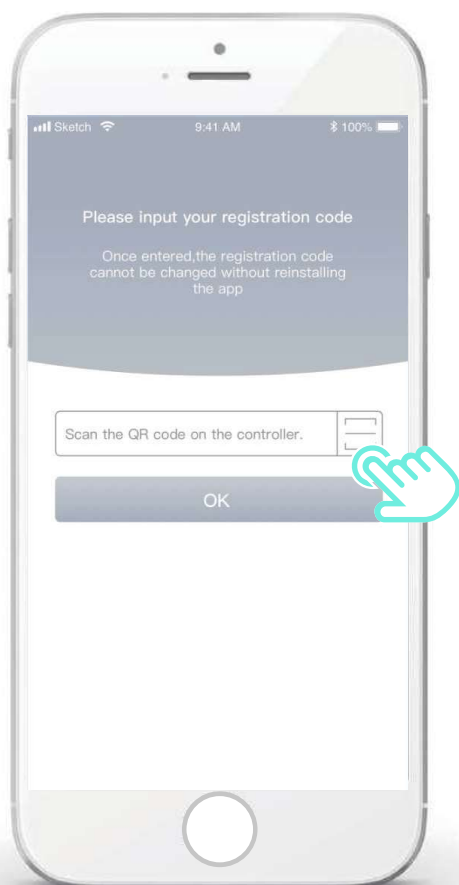 Sketch 9:41 AM 100%
Please input your registration code
Once entered,the registration code
cannot be changed without reinstalling
the app
Scan the QR code on the controller.
OK